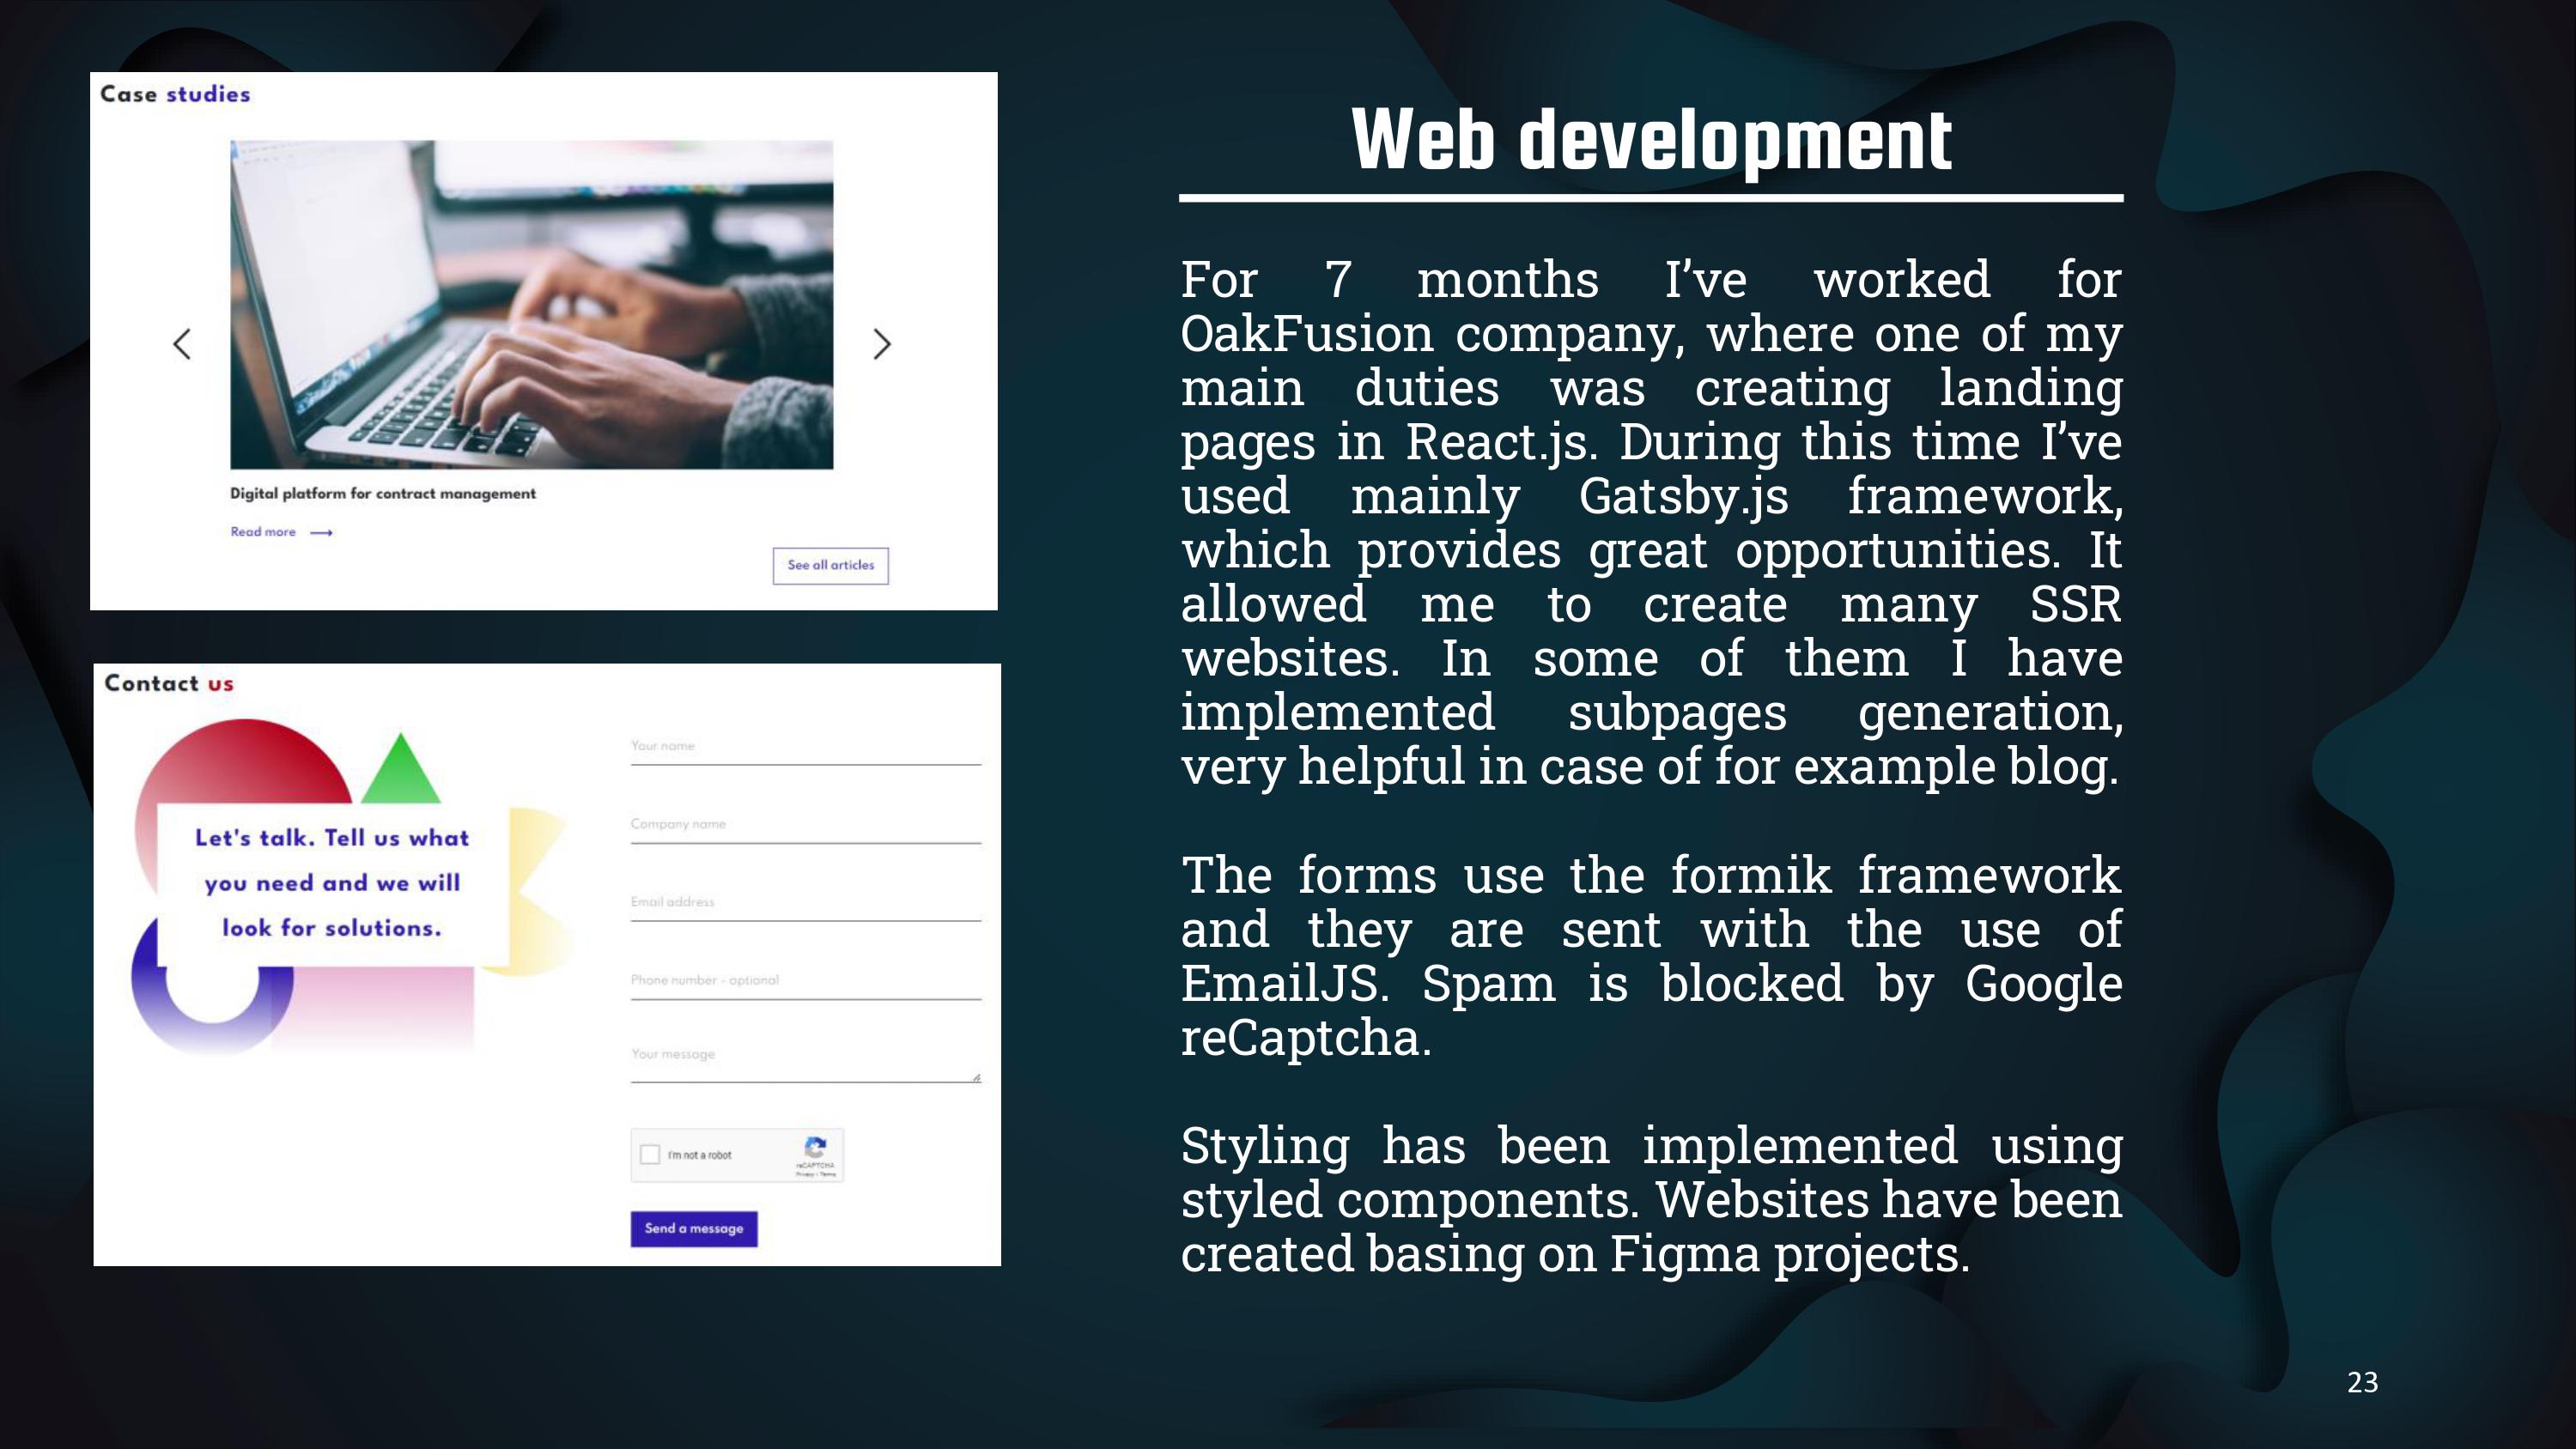 Case studies
Digital platform for contract management
Read more
See all articles
Contact us
Let's talk. Tell us what
you need and we will
look for solutions.
Your name
Company name
Email address
Phone number - optional
Your message
I'm not a robot
reCAPTCHA
Privacy - Terms
Send a message
Web development
For 7 months I’ve worked for
OakFusion company, where one of my
main duties was creating landing
pages in React.js. During this time I’ve
used mainly Gatsby.js framework,
which provides great opportunities. It
allowed me to create many SSR
websites. In some of them I have
implemented subpages generation,
very helpful in case of for example blog.
The forms use the formik framework
and they are sent with the use of
EmailJS. Spam is blocked by Google
reCaptcha.
Styling has been implemented using
styled components. Websites have been
created basing on Figma projects.
23